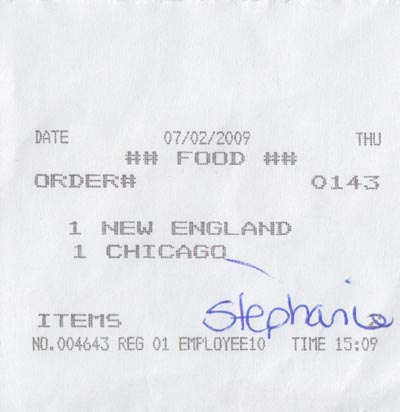 DATE 07/02/2009 THU
## FOOD ##
ORDER# 0143
1 NEW ENGLAND
1 CHICAGO
Stephanie
ITEMS
NO.004643 REG 01 EMPLOYEE10 TIME 15:09